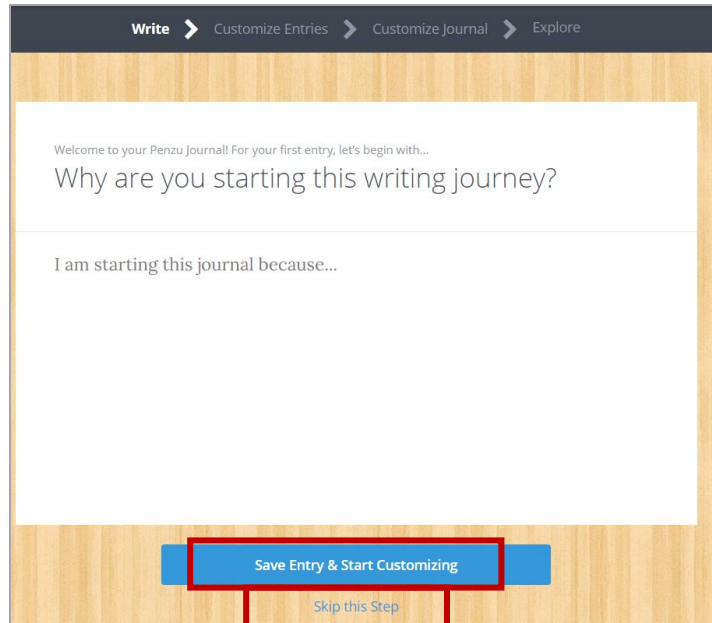 Write Customize Entries Customize Journal Explore
Welcome to your Penzu Journal! For your first entry, let's begin with...
Why are you starting this writing journey?
I am starting this journal because...
Save Entry & Start Customizing
Skip this Step